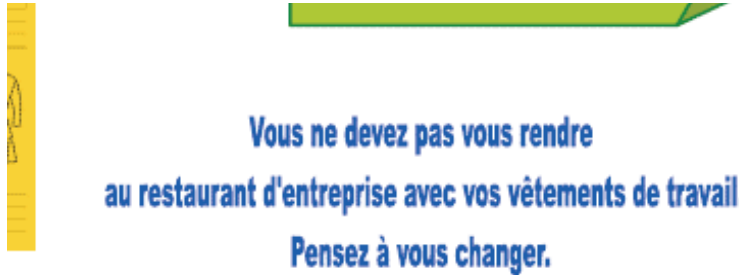 Vous ne devez pas vous rendre
au restaurant d'entreprise avec vos vêtements de travail
Pensez à vous changer.